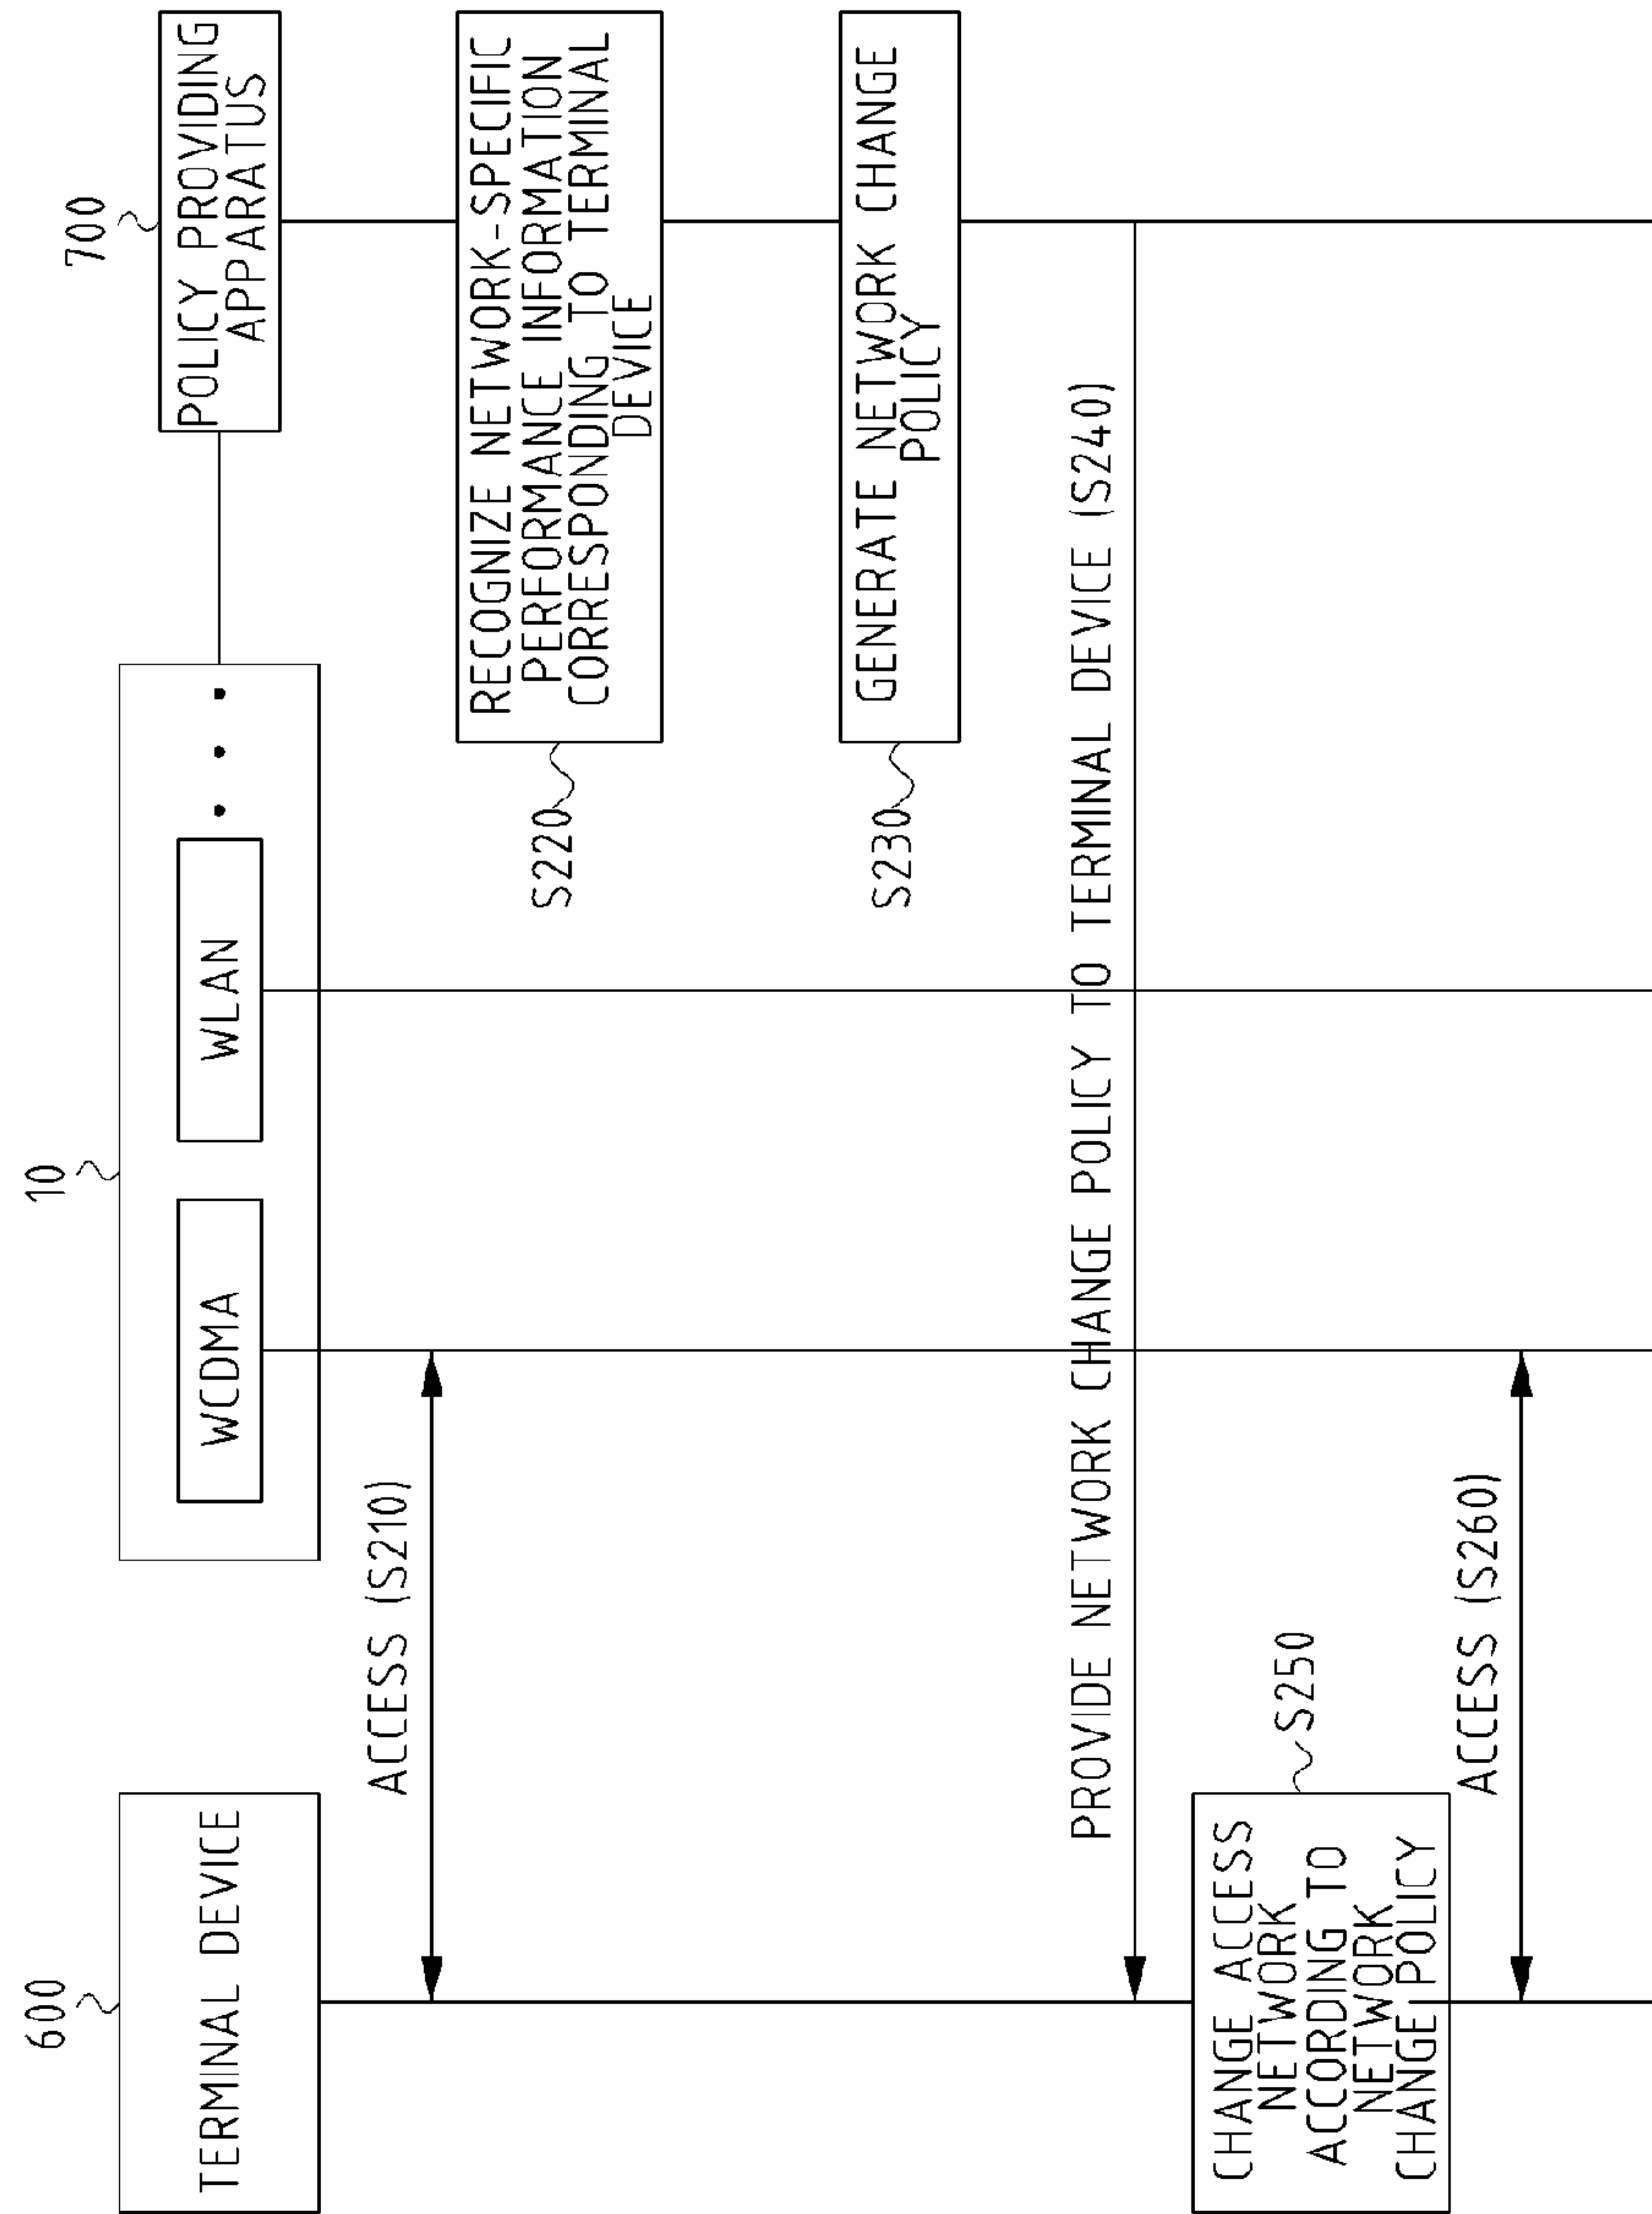 600
TERMINAL DEVICE
10
WCDMA
WLAN
700
POLICY PROVIDING
APPARATUS
ACCESS (S210)
S220
RECOGNIZE NETWORK-SPECIFIC
PERFORMANCE INFORMATION
CORRESPONDING TO TERMINAL
DEVICE
S230
GENERATE NETWORK CHANGE
POLICY
PROVIDE NETWORK CHANGE POLICY TO TERMINAL DEVICE (S240)
CHANGE ACCESS
NETWORK
ACCORDING TO
NETWORK
CHANGE POLICY
S250
ACCESS (S260)